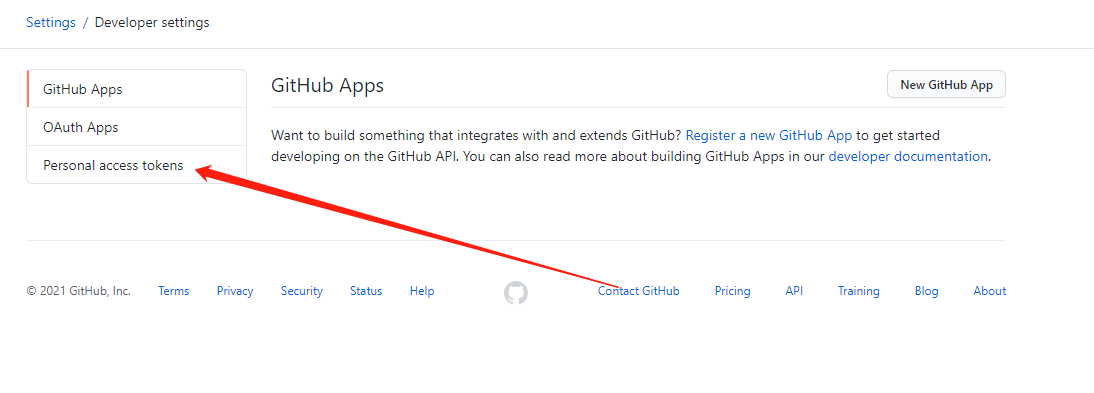 Settings / Developer settings
GitHub Apps
OAuth Apps
Personal access tokens
GitHub Apps
New GitHub App
Want to build something that integrates with and extends GitHub? Register a new GitHub App to get started
developing on the GitHub API. You can also read more about building GitHub Apps in our developer documentation.
© 2021 GitHub, Inc. Terms Privacy Security Status Help Contact GitHub Pricing API Training Blog About